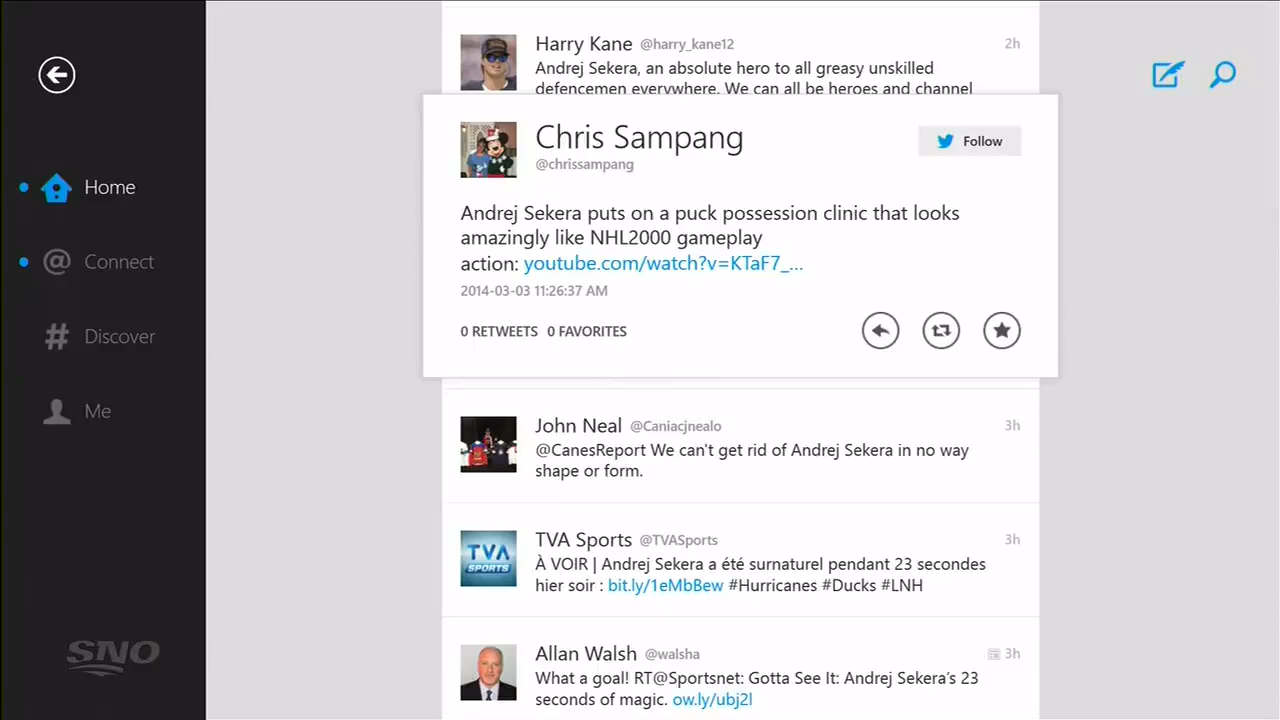 Harry Kane @harry_kane12 2h
Andrej Sekera, an absolute hero to all greasy unskilled
defencemen everywhere. We can all be heroes and channel
Chris Sampang
Follow
@chrissampang
Home
Andrej Sekera puts on a puck possession clinic that looks
amazingly like NHL2000 gameplay
action: youtube.com/watch?v=KTaF7_...
@ Connect
2014-03-03 11:26:37 AM
0 RETWEETS 0 FAVORITES
# Discover
Me
John Neal @Caniacjnealo 3h
@CanesReport We can't get rid of Andrej Sekera in no way
shape or form.
TVA Sports @TVASports 3h
TVA
SPORTS
À VOIR | Andrej Sekera a été surnaturel pendant 23 secondes
hier soir : bit.ly/1eMbBew #Hurricanes #Ducks #LNH
Allan Walsh @walsha 3h
What a goal! RT@Sportsnet: Gotta See It: Andrej Sekera's 23
seconds of magic. ow.ly/ubj2l
SNO